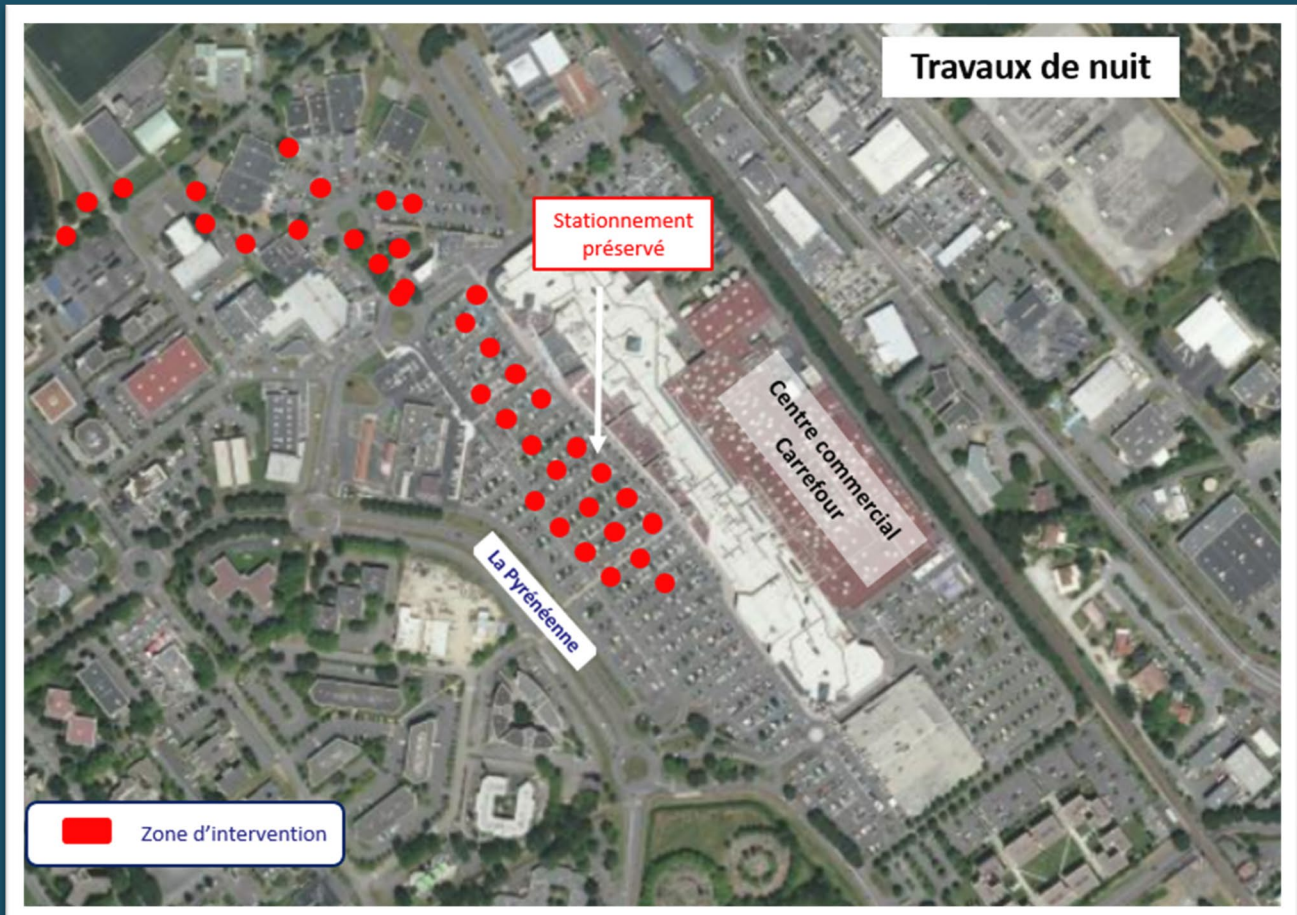 Travaux de nuit
Stationnement
préservé
Centre commercial
Carrefour
La Pyrénéenne
Zone d'intervention